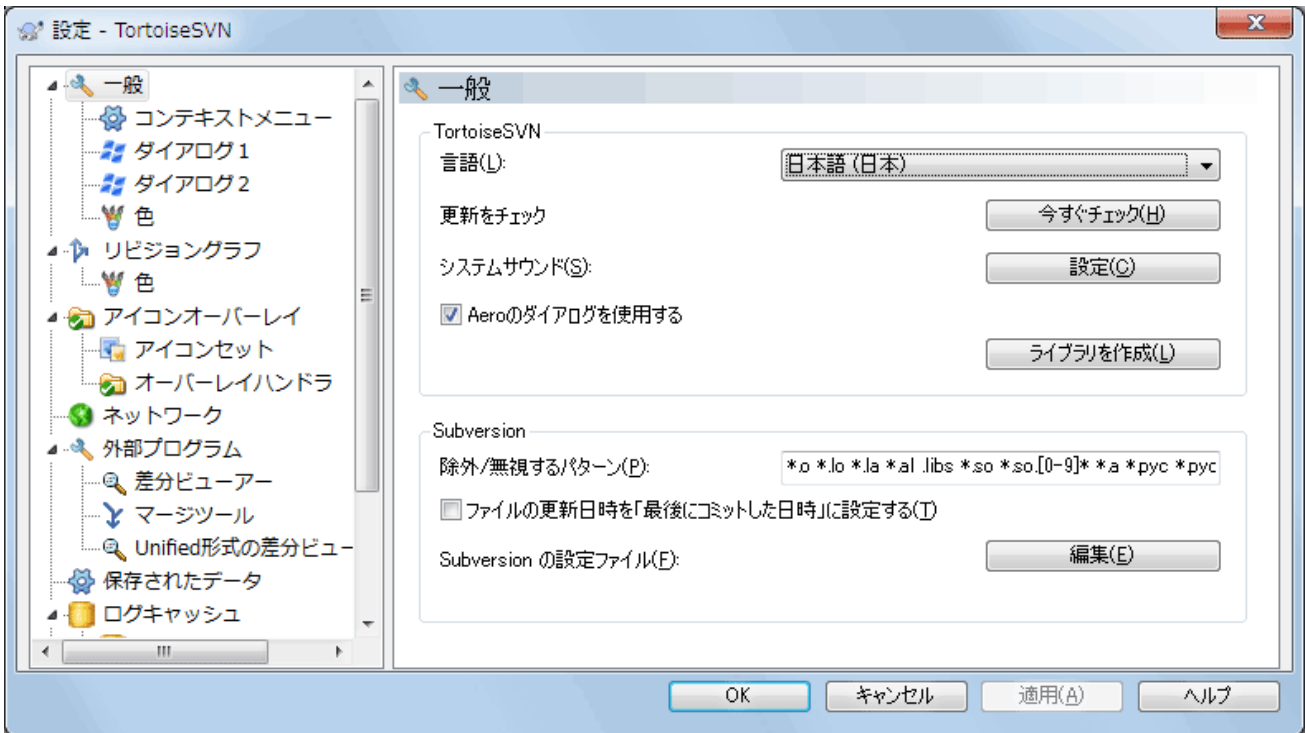 設定 - TortoiseSVN
一般
コンテキストメニュー
ダイアログ1
ダイアログ2
色
リビジョングラフ
色
アイコンオーバーレイ
アイコンセット
オーバーレイハンドラ
ネットワーク
外部プログラム
差分ビューアー
マージツール
Unified形式の差分ビュー
保存されたデータ
ログキャッシュ
一般
TortoiseSVN
言語(L):
日本語 (日本)
更新をチェック
今すぐチェック(H)
システムサウンド(S):
設定(C)
Aeroのダイアログを使用する
ライブラリを作成(L)
Subversion
除外/無視するパターン(P):
*.o *.lo *.la *.al .libs *.so *.so.[0-9]* *.a *.pyc *.pyo
ファイルの更新日時を「最後にコミットした日時」に設定する(T)
Subversion の設定ファイル(F):
編集(E)
OK
キャンセル
適用(A)
ヘルプ